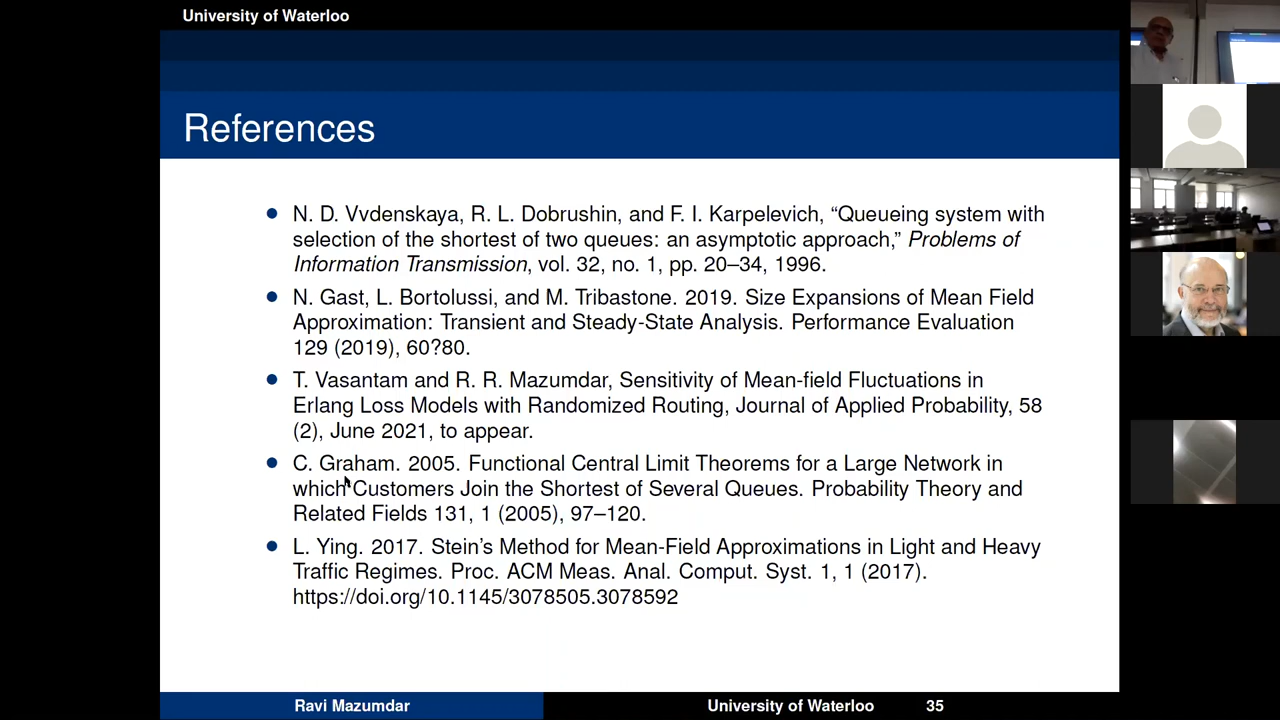 University of Waterloo
References
N. D. Vvdenskaya, R. L. Dobrushin, and F. I. Karpelevich, “Queueing system with
selection of the shortest of two queues: an asymptotic approach,” Problems of
Information Transmission, vol. 32, no. 1, pp. 20–34, 1996.
N. Gast, L. Bortolussi, and M. Tribastone. 2019. Size Expansions of Mean Field
Approximation: Transient and Steady-State Analysis. Performance Evaluation
129 (2019), 60?80.
T. Vasantam and R. R. Mazumdar, Sensitivity of Mean-field Fluctuations in
Erlang Loss Models with Randomized Routing, Journal of Applied Probability, 58
(2), June 2021, to appear.
C. Graham. 2005. Functional Central Limit Theorems for a Large Network in
which Customers Join the Shortest of Several Queues. Probability Theory and
Related Fields 131, 1 (2005), 97–120.
L. Ying. 2017. Stein’s Method for Mean-Field Approximations in Light and Heavy
Traffic Regimes. Proc. ACM Meas. Anal. Comput. Syst. 1, 1 (2017).
https://doi.org/10.1145/3078505.3078592
Ravi Mazumdar
University of Waterloo 35